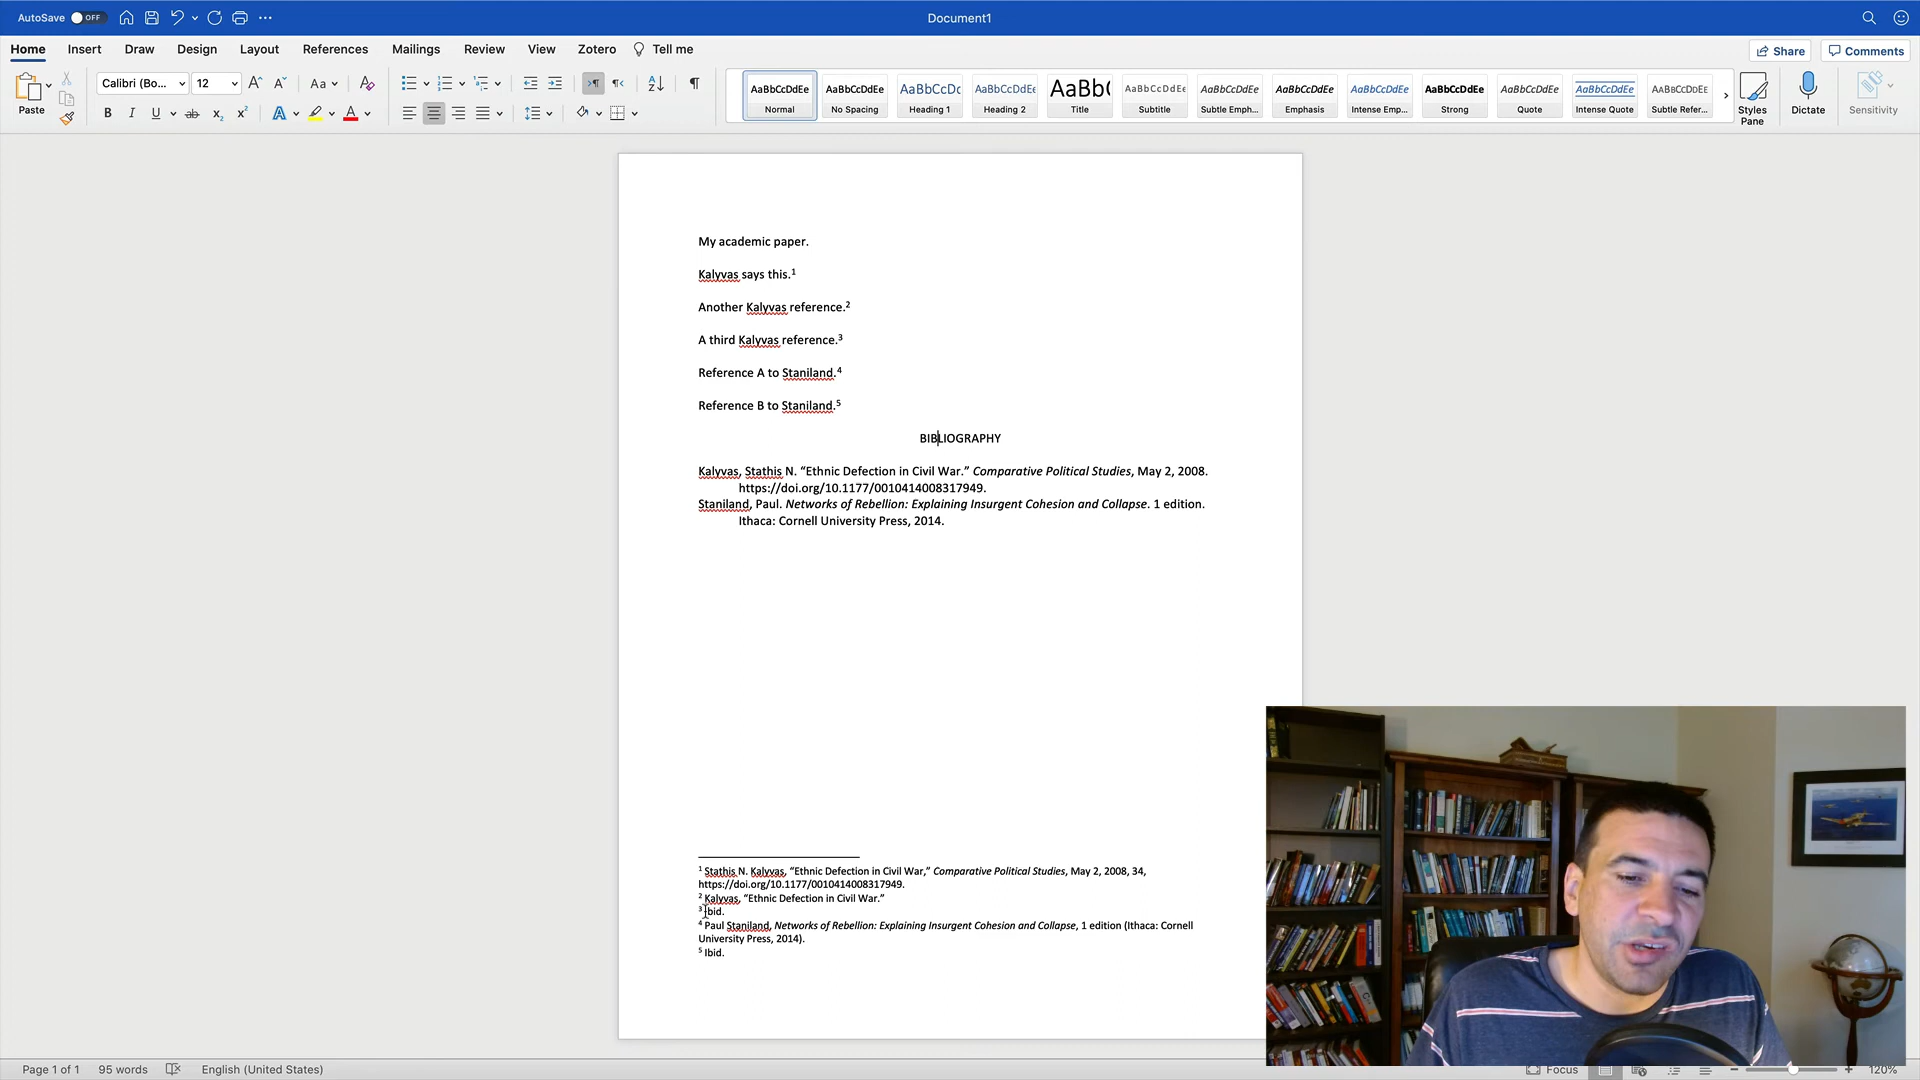 AutoSave OFF Document1
Home Insert Draw Design Layout References Mailings Review View Zotero Tell me Share Comments
Paste Calibri (Bo... 12
AaBbCcDdEe AaBbCcDdEe AaBbCcDc AaBbCcDdEe AaBb( AaBbCcDdEe AaBbCcDdEe AaBbCcDdEe AaBbCcDdEe AaBbCcDdEe AaBbCcDdEe AaBbCcDdEe AaBbCcDdEe
Normal No Spacing Heading 1 Heading 2 Title Subtitle Subtle Emph... Emphasis Intense Emp... Strong Quote Intense Quote Subtle Refer... Styles Pane Dictate Sensitivity
My academic paper.
Kalyvas says this.1
Another Kalyvas reference.2
A third Kalyvas reference.3
Reference A to Staniland.4
Reference B to Staniland.5
BIBLIOGRAPHY
Kalyvas, Stathis N. “Ethnic Defection in Civil War.” Comparative Political Studies, May 2, 2008.
https://doi.org/10.1177/0010414008317949.
Staniland, Paul. Networks of Rebellion: Explaining Insurgent Cohesion and Collapse. 1 edition.
Ithaca: Cornell University Press, 2014.
1 Stathis N. Kalyvas, “Ethnic Defection in Civil War,” Comparative Political Studies, May 2, 2008, 34,
https://doi.org/10.1177/0010414008317949.
2 Kalyvas, “Ethnic Defection in Civil War.”
3 Ibid.
4 Paul Staniland, Networks of Rebellion: Explaining Insurgent Cohesion and Collapse, 1 edition (Ithaca: Cornell
University Press, 2014).
5 Ibid.
Page 1 of 1 95 words English (United States) Focus 120%